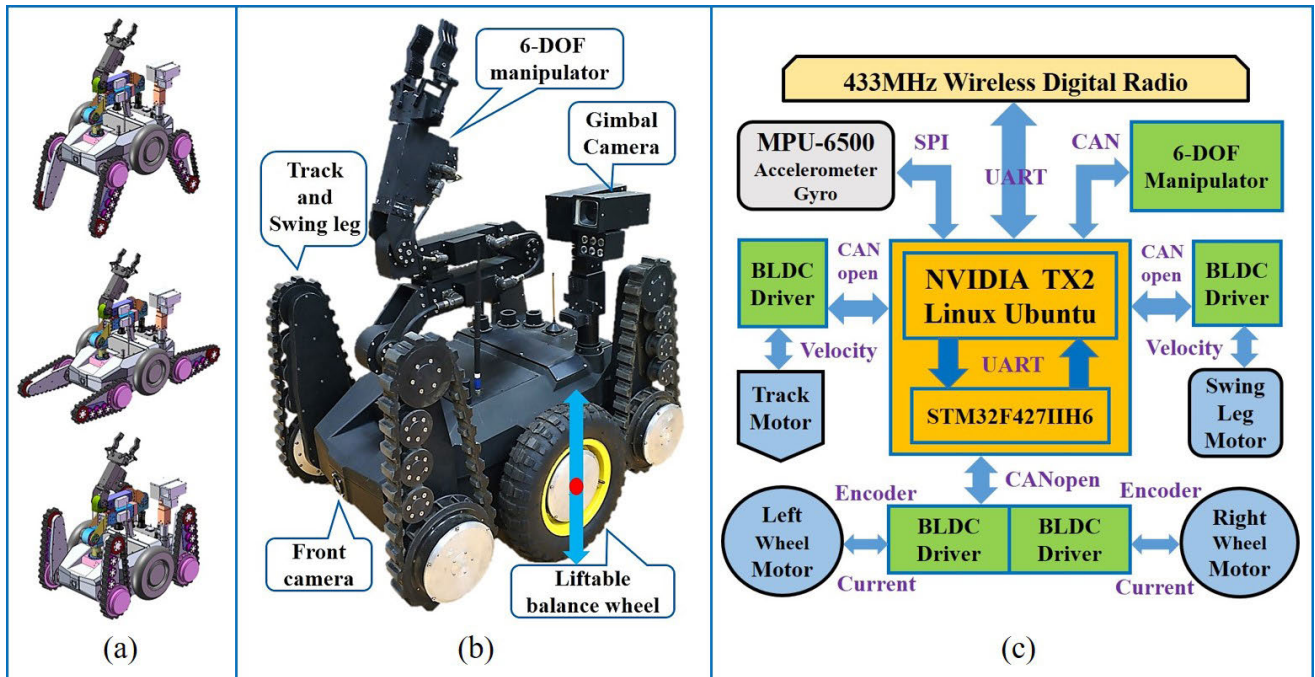 6-DOF
manipulator
Gimbal
Camera
Track
and
Swing leg
Front
camera
Liftable
balance wheel
433MHz Wireless Digital Radio
MPU-6500
Accelerometer
Gyro
SPI
UART
CAN
6-DOF
Manipulator
BLDC
Driver
CAN
open
NVIDIA TX2
Linux Ubuntu
CAN
open
BLDC
Driver
Velocity
UART
Velocity
Track
Motor
STM32F427IIH6
Swing
Leg
Motor
CANopen
Encoder
Encoder
Left
Wheel
Motor
BLDC
Driver
BLDC
Driver
Right
Wheel
Motor
Current
Current
(a)
(b)
(c)